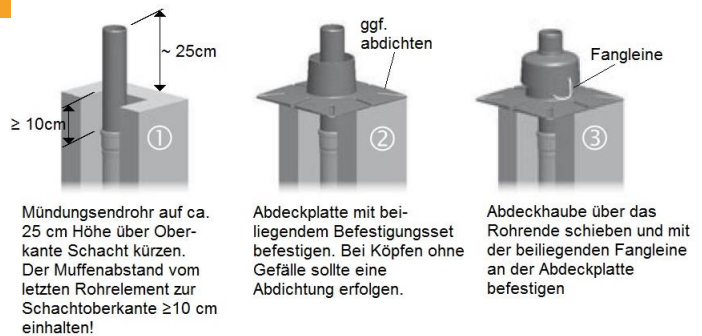 ~ 25cm
≥ 10cm
①
Mündungsendrohr auf ca.
25 cm Höhe über Ober-
kante Schacht kürzen.
Der Muffenabstand vom
letzten Rohrelement zur
Schachtoberkante ≥10 cm
einhalten!
ggf.
abdichten
②
Abdeckplatte mit bei-
liegendem Befestigungsset
befestigen. Bei Köpfen ohne
Gefälle sollte eine
Abdichtung erfolgen.
Fangleine
③
Abdeckhaube über das
Rohrende schieben und mit
der beiliegenden Fangleine
an der Abdeckplatte
befestigen